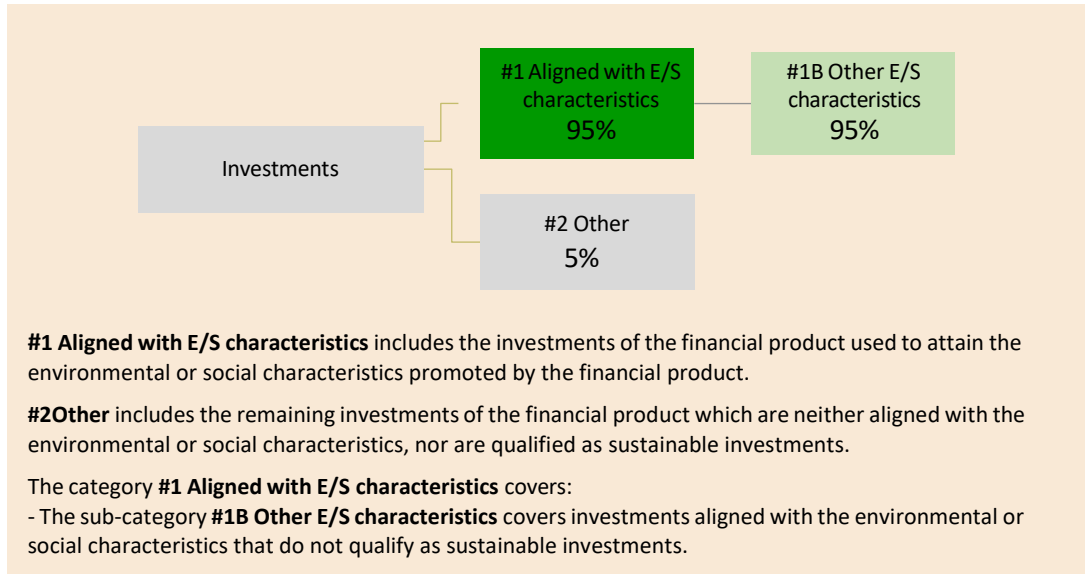 #1 Aligned with E/S
characteristics
95%
#1B Other E/S
characteristics
95%
Investments
#2 Other
5%
#1 Aligned with E/S characteristics includes the investments of the financial product used to attain the
environmental or social characteristics promoted by the financial product.
#2Other includes the remaining investments of the financial product which are neither aligned with the
environmental or social characteristics, nor are qualified as sustainable investments.
The category #1 Aligned with E/S characteristics covers:
- The sub-category #1B Other E/S characteristics covers investments aligned with the environmental or
social characteristics that do not qualify as sustainable investments.